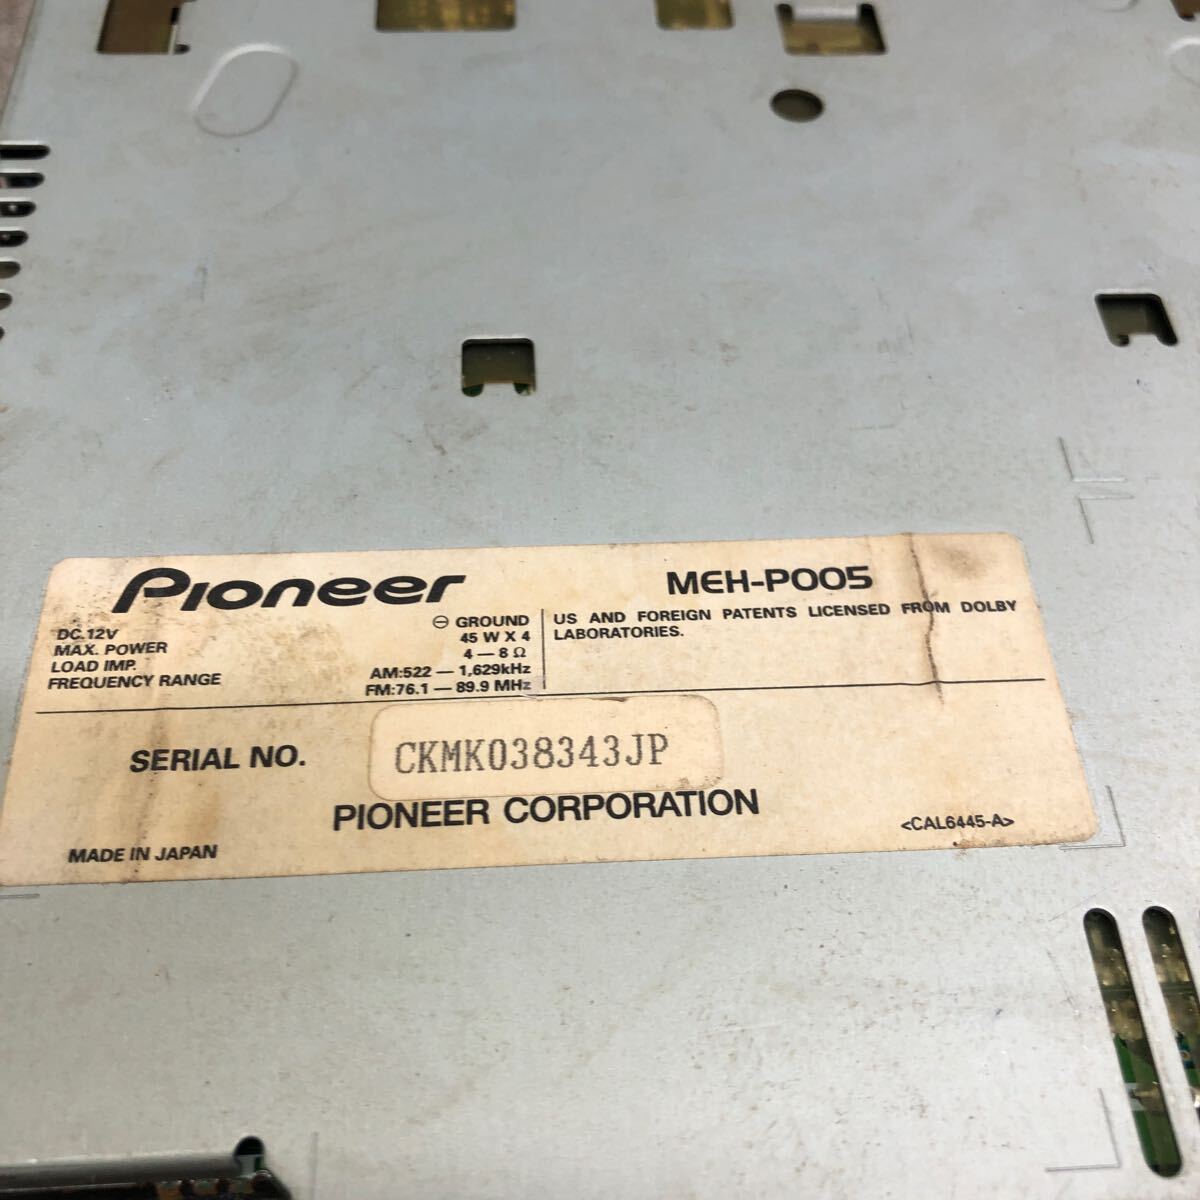 Pioneer
MEH-P005
DC.12V ⊖ GROUND
MAX. POWER 45 W X 4
LOAD IMP. 4 — 8 Ω
FREQUENCY RANGE AM:522 — 1,629kHz
FM:76.1 — 89.9 MHz
US AND FOREIGN PATENTS LICENSED FROM DOLBY
LABORATORIES.
SERIAL NO. CKMK038343JP
PIONEER CORPORATION
MADE IN JAPAN
<CAL6445-A>